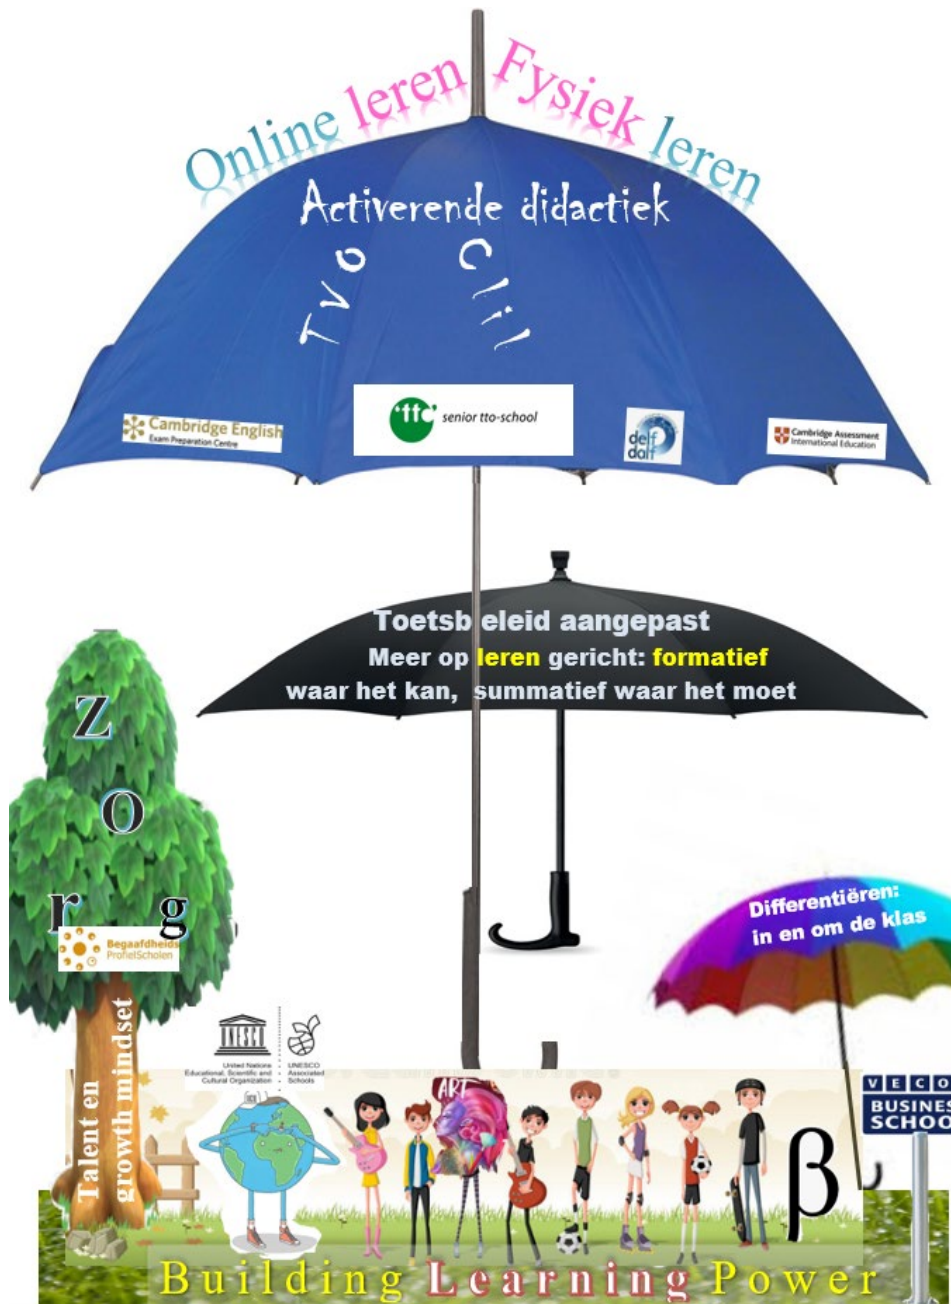 Online leren Fysiek leren
Activerende didactiek
Tvo Clil
Cambridge English
Exam Preparation Centre
'ttc' senior tto-school
delf
dalf
Cambridge Assessment
International Education
Toetsbeleid aangepast
Meer op leren gericht: formatief
waar het kan, summatief waar het moet
Zorg
Begaafdheids
ProfielScholen
Talent en
growth mindset
Differentiëren:
in en om de klas
UNESCO
United Nations
Educational, Scientific and
Cultural Organization
UNESCO
Associated
Schools
ART
β
VECO
BUSINES
SCHOO
Building Learning Power